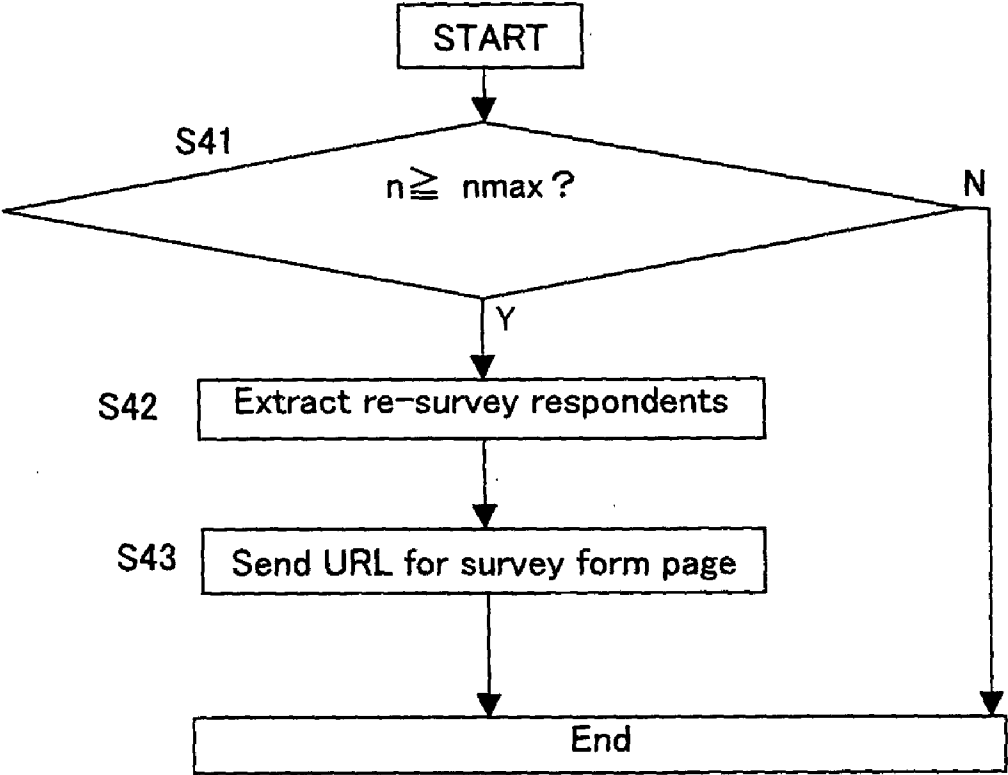 START
S41
n≧ nmax?
N
Y
S42
Extract re-survey respondents
S43
Send URL for survey form page
End